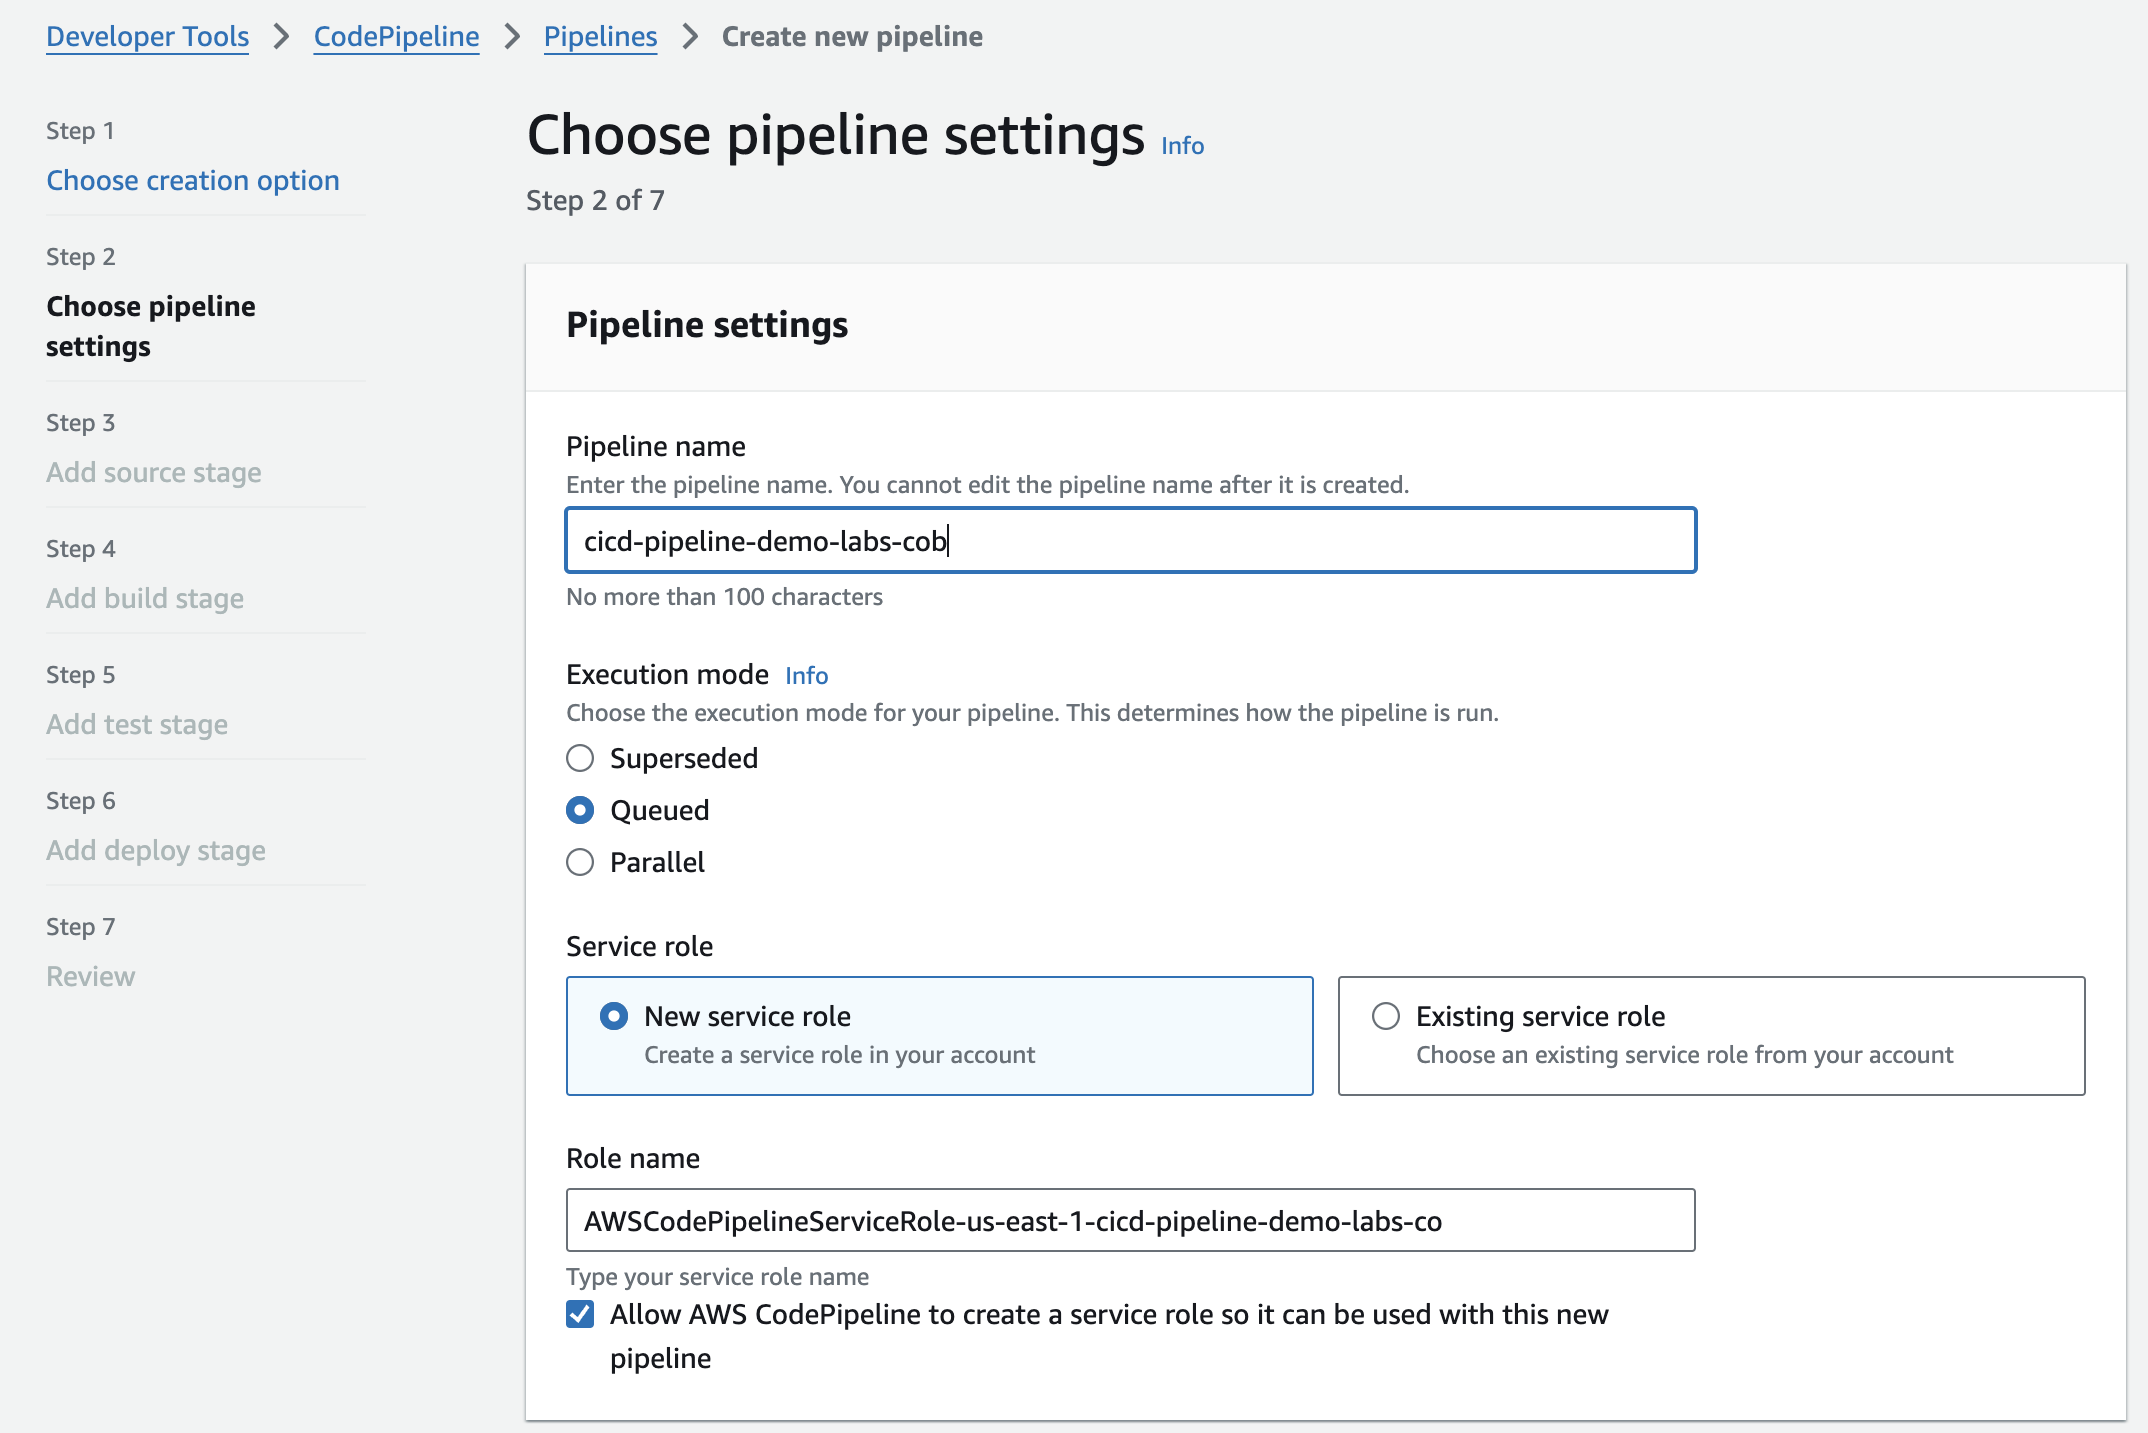 Developer Tools > CodePipeline > Pipelines > Create new pipeline
Step 1
Choose creation option
Step 2
Choose pipeline
settings
Step 3
Add source stage
Step 4
Add build stage
Step 5
Add test stage
Step 6
Add deploy stage
Step 7
Review
Choose pipeline settings Info
Step 2 of 7
Pipeline settings
Pipeline name
Enter the pipeline name. You cannot edit the pipeline name after it is created.
cicd-pipeline-demo-labs-cob
No more than 100 characters
Execution mode Info
Choose the execution mode for your pipeline. This determines how the pipeline is run.
Superseded
Queued
Parallel
Service role
New service role
Create a service role in your account
Existing service role
Choose an existing service role from your account
Role name
AWSCodePipelineServiceRole-us-east-1-cicd-pipeline-demo-labs-co
Type your service role name
Allow AWS CodePipeline to create a service role so it can be used with this new
pipeline